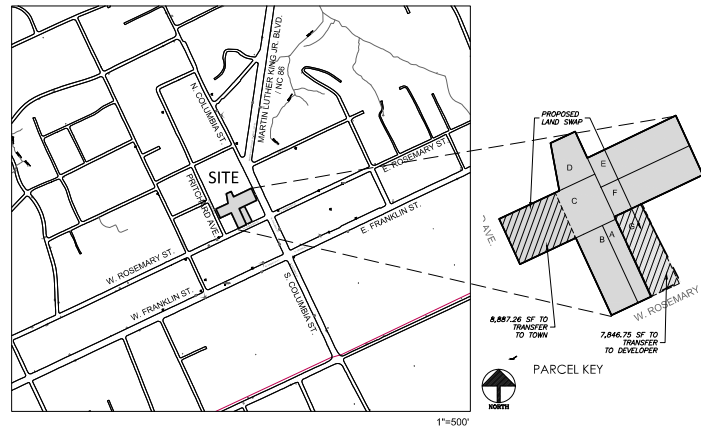 N. COLUMBIA ST.
MARTIN LUTHER KING JR. BLVD.
/ NC 86
SITE
PRITCHARD AVE.
E. ROSEMARY ST.
E. FRANKLIN ST.
W. ROSEMARY ST.
W. FRANKLIN ST.
S. COLUMBIA ST.
1"=500'
PROPOSED
LAND SWAP
D
E
C
F
B
A
AVE.
W. ROSEMARY
8,887.26 SF TO
TRANSFER
TO TOWN
7,846.75 SF TO
TRANSFER
TO DEVELOPER
PARCEL KEY
NORTH